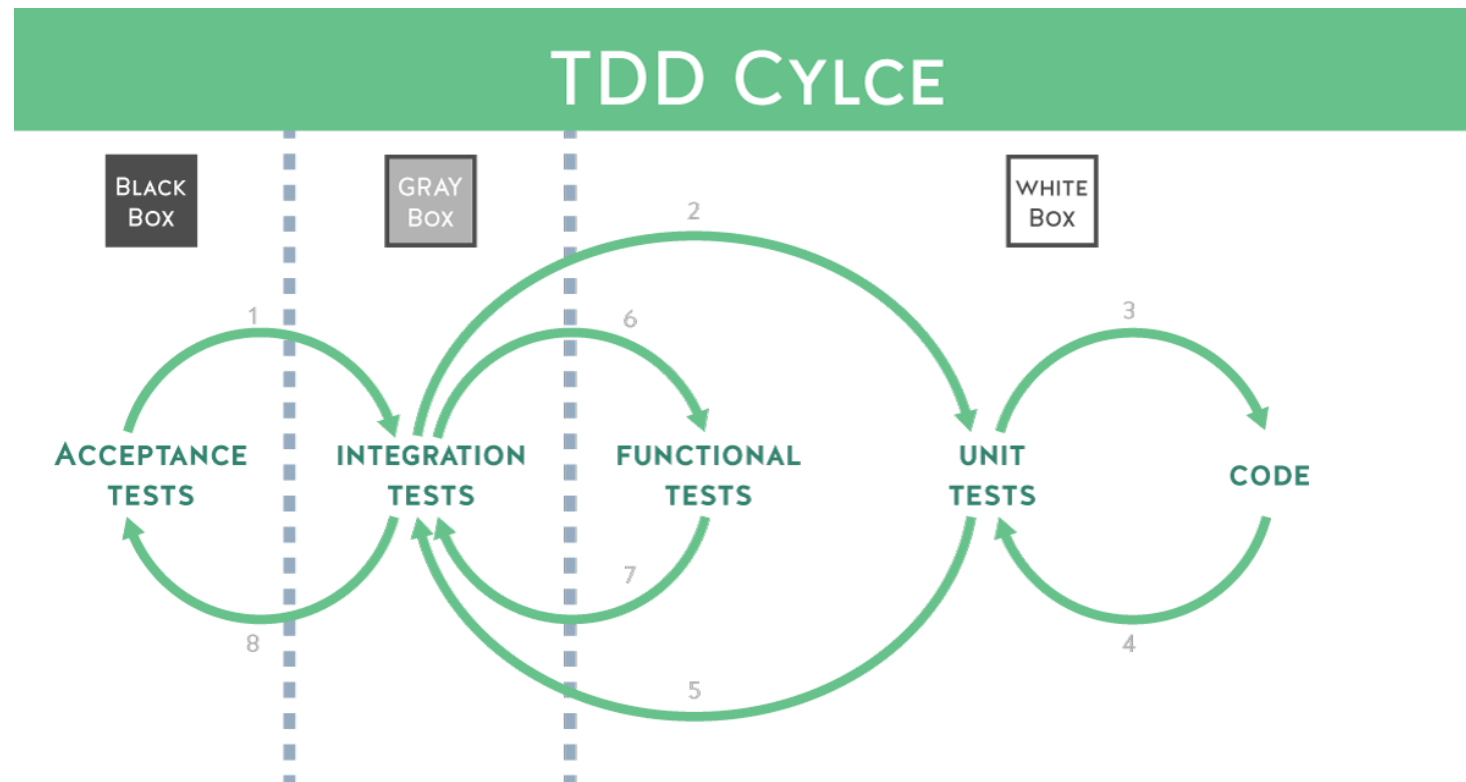 TDD CYLCE
BLACK
BOX
GRAY
BOX
WHITE
BOX
2
1
6
3
ACCEPTANCE
TESTS
INTEGRATION
TESTS
FUNCTIONAL
TESTS
UNIT
TESTS
CODE
7
8
4
5